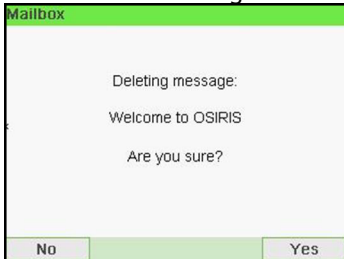 Mailbox
Deleting message:
Welcome to OSIRIS
Are you sure?
No Yes